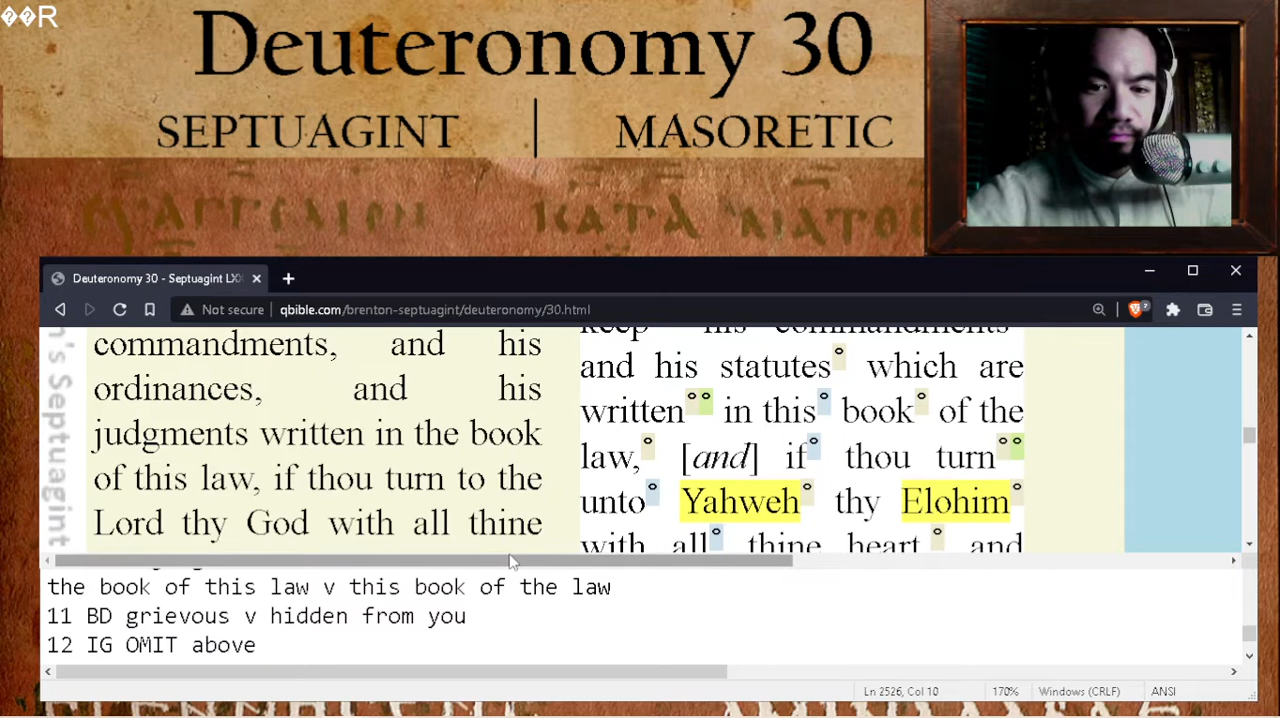 ��R
Deuteronomy 30
SEPTUAGINT | MASORETIC
Deuteronomy 30 - Septuagint LX
Not secure | qbible.com/brenton-septuagint/deuteronomy/30.html
n's Septuagint
commandments, and his
ordinances, and his
judgments written in the book
of this law, if thou turn to the
Lord thy God with all thine
keep his commandments
and his statutes° which are
written°° in this° book° of the
law,° [and] if° thou turn°°
unto° Yahweh° thy Elohim°
with all° thine heart° and
the book of this law v this book of the law
11 BD grievous v hidden from you
12 IG OMIT above
Ln 2526, Col 10 170% Windows (CRLF) ANSI